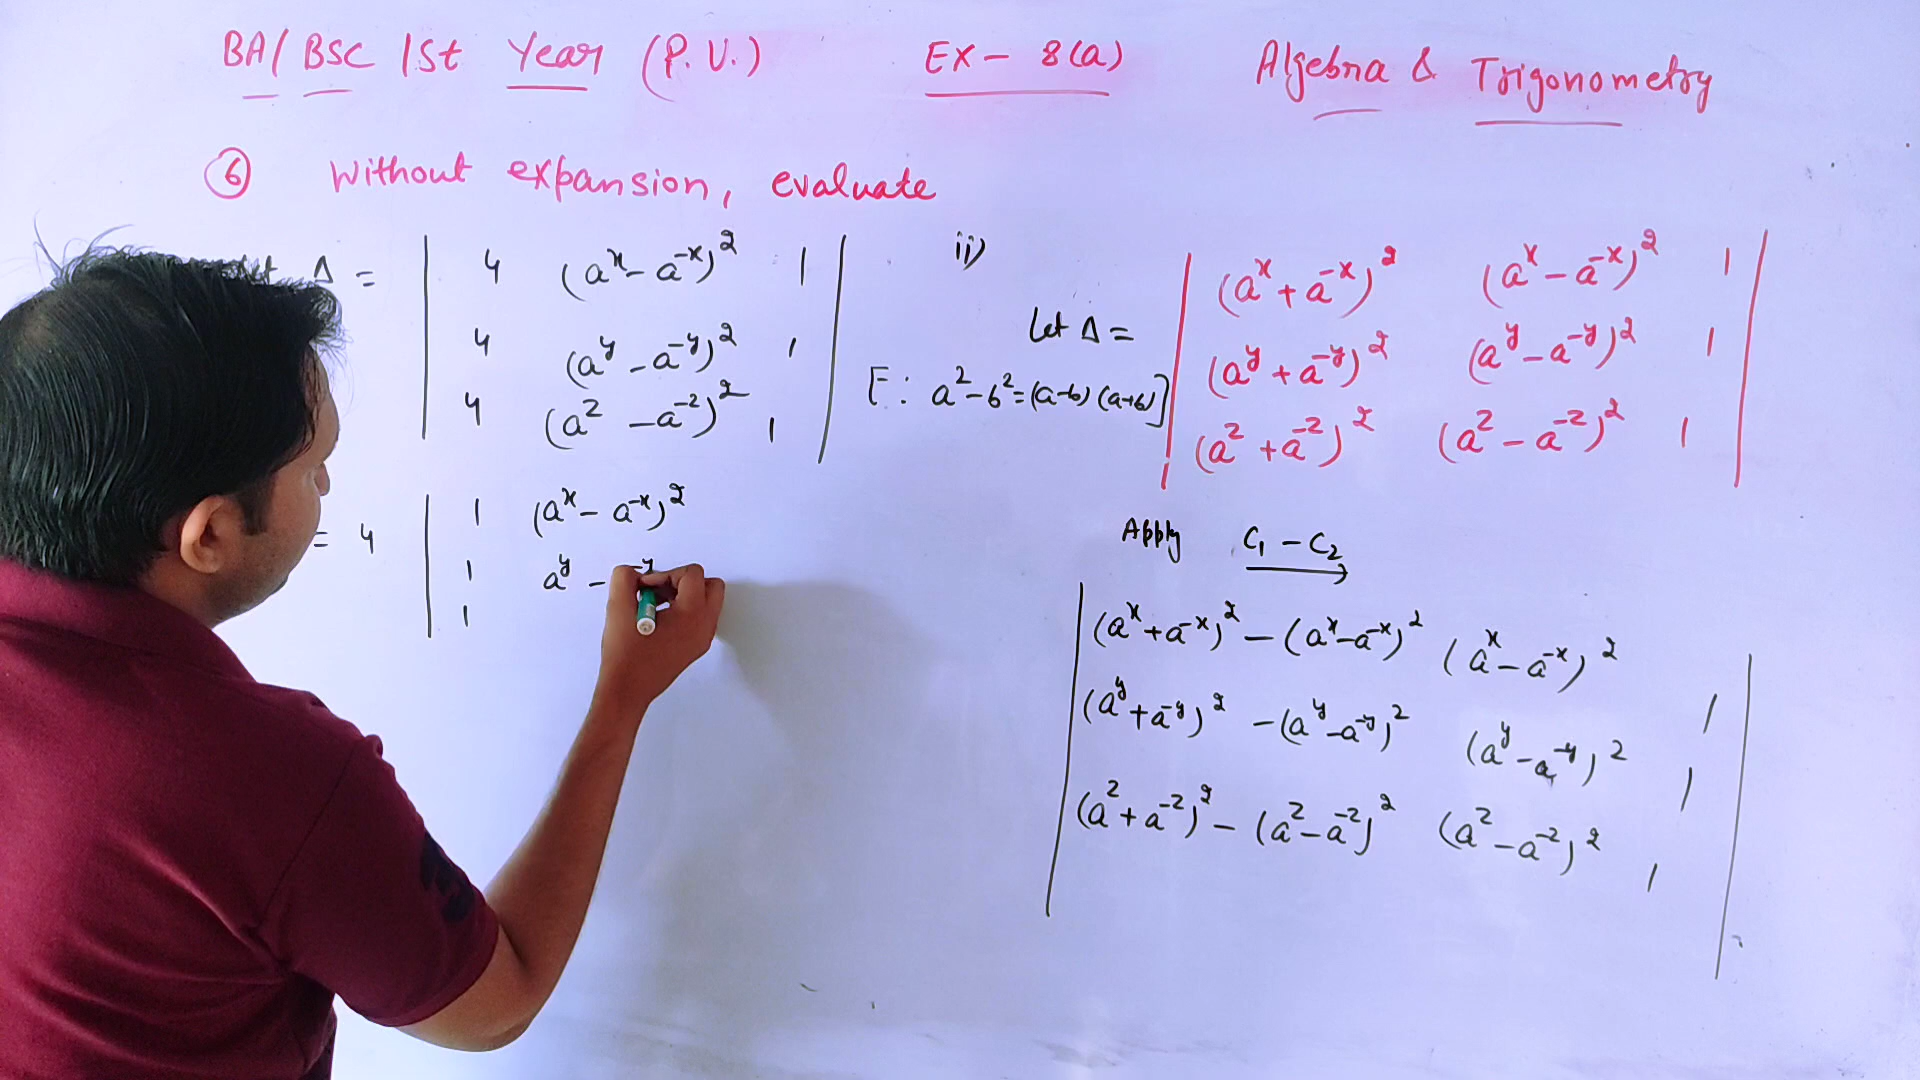 BA/ BSC 1St Year (P.U.) EX - 8(a) Algebra & Trigonometry
⑥ Without expansion, evaluate
Δ = | 4 (a^x - a^-x)^2 1 |
| 4 (a^y - a^-y)^2 1 |
| 4 (a^z - a^-z)^2 1 |
= 4 | 1 (a^x - a^-x)^2
| 1 a^y - ^-y
| 1
ii)
Let Δ = | (a^x + a^-x)^2 (a^x - a^-x)^2 1 |
| (a^y + a^-y)^2 (a^y - a^-y)^2 1 |
| (a^z + a^-z)^2 (a^z - a^-z)^2 1 |
[: a^2 - b^2 = (a-b) (a+b)]
Apply C₁ - C₂
| (a^x + a^-x)^2 - (a^x - a^-x)^2 (a^x - a^-x)^2 1 |
| (a^y + a^-y)^2 - (a^y - a^-y)^2 (a^y - a^-y)^2 1 |
| (a^z + a^-z)^2 - (a^z - a^-z)^2 (a^z - a^-z)^2 1 |